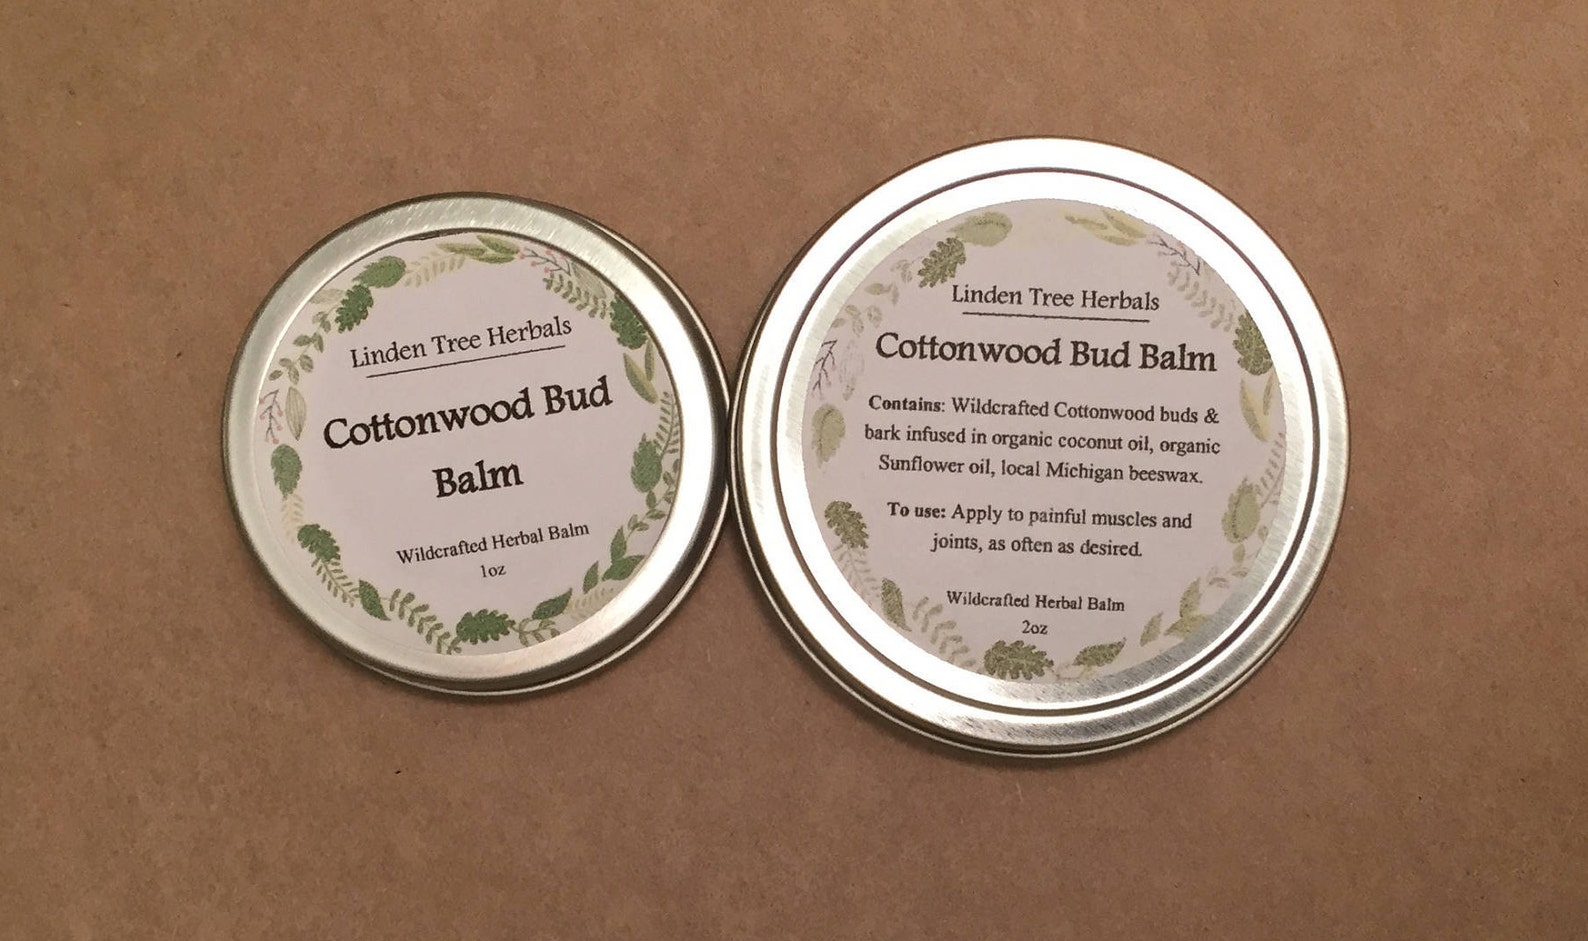 Linden Tree Herbals
Cottonwood Bud
Balm
Wildcrafted Herbal Balm
1oz
Linden Tree Herbals
Cottonwood Bud Balm
Contains: Wildcrafted Cottonwood buds &
bark infused in organic coconut oil, organic
Sunflower oil, local Michigan beeswax.
To use: Apply to painful muscles and
joints, as often as desired.
Wildcrafted Herbal Balm
2oz